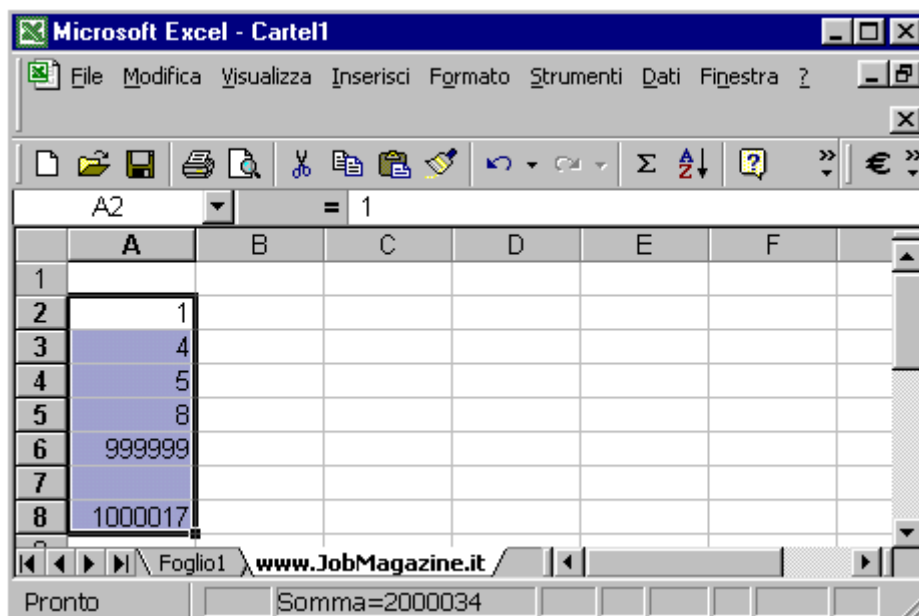 Microsoft Excel - Cartel1
File Modifica Visualizza Inserisci Formato Strumenti Dati Finestra ?
Σ A Z ? » € »
A2 = 1
A B C D E F
1
2 1
3 4
4 5
5 8
6 999999
7
8 1000017
Foglio1 www.JobMagazine.it
Pronto Somma=2000034